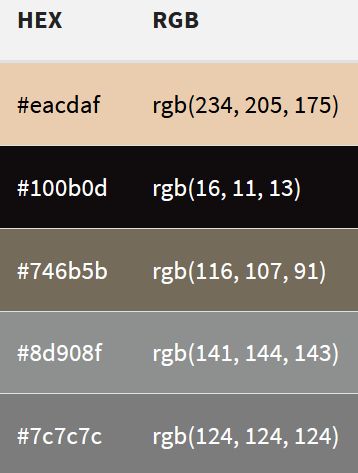 HEX RGB
#eacdaf rgb(234, 205, 175)
#100b0d rgb(16, 11, 13)
#746b5b rgb(116, 107, 91)
#8d908f rgb(141, 144, 143)
#7c7c7c rgb(124, 124, 124)